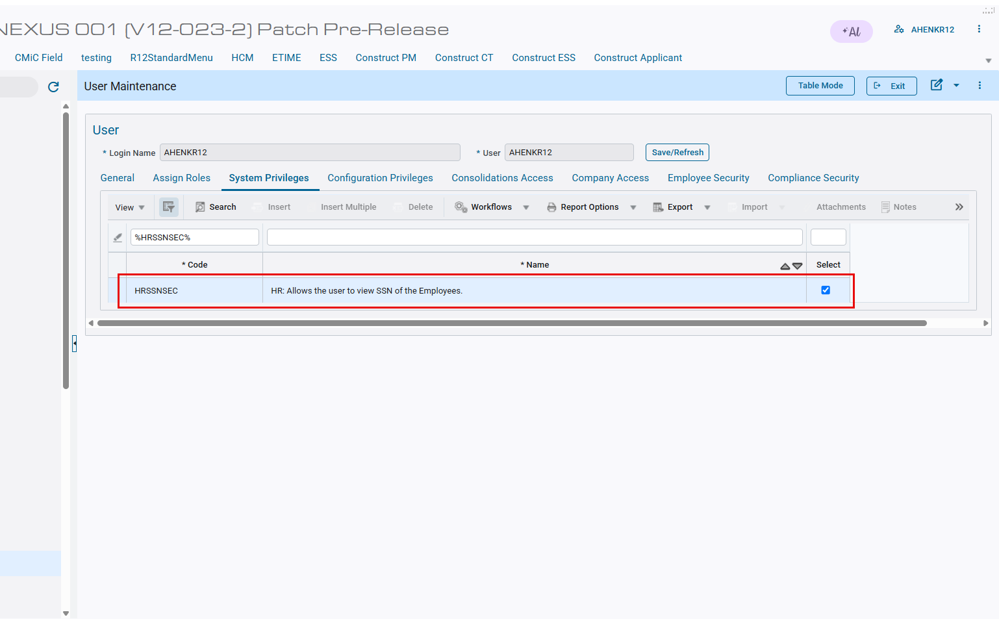 NEXUS 001 (V12-023-2) Patch Pre-Release
AI
AHENKR12
CMiC Field testing R12StandardMenu HCM ETIME ESS Construct PM Construct CT Construct ESS Construct Applicant
User Maintenance
Table Mode
Exit
User
* Login Name AHENKR12 * User AHENKR12 Save/Refresh
General Assign Roles System Privileges Configuration Privileges Consolidations Access Company Access Employee Security Compliance Security
View Search Insert Insert Multiple Delete Workflows Report Options Export Import Attachments Notes
%HRSSNSEC%
* Code * Name Select
HRSSNSEC HR: Allows the user to view SSN of the Employees.